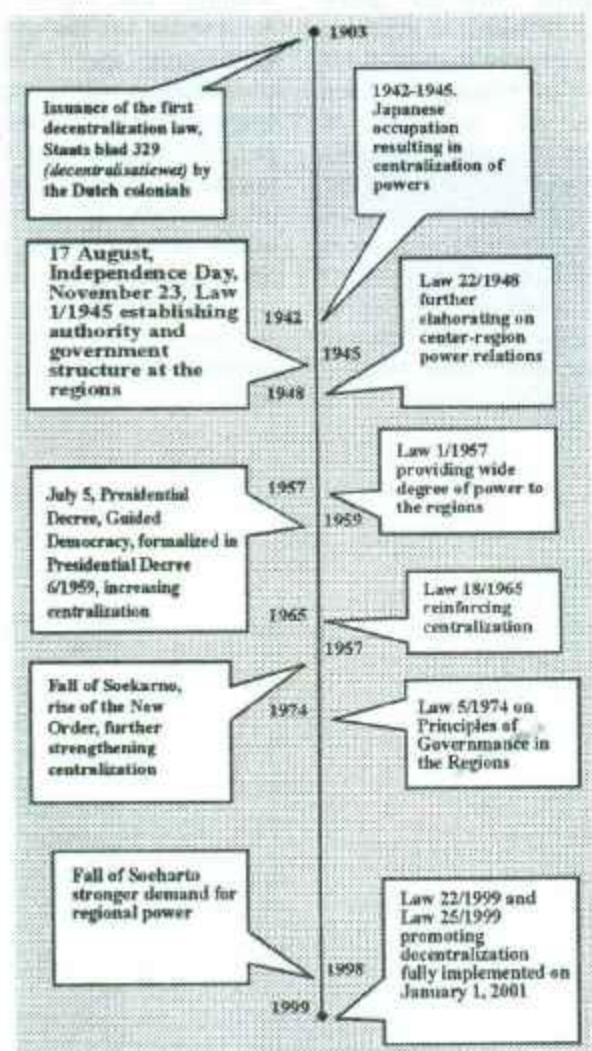 1903
Issuance of the first
decentralization law,
Staats blad 329
(decentralisatiewet) by
the Dutch colonials
1942-1945.
Japanese
occupation
resulting in
centralization of
powers
17 August,
Independence Day,
November 23, Law
1/1945 establishing
authority and
government
structure at the
regions
1942
1945
1948
Law 22/1948
further
elahorating on
center-region
power relations
Law 1/1957
providing wide
degree of power to
the regions
1957
1959
July 5, Presidential
Decree, Guided
Democracy, formalized in
Presidential Decree
6/1959, increasing
centralization
Law 18/1965
reinforcing
centralization
1965
1957
Fall of Soekarno,
rise of the New
Order, further
strengthening
centralization
1974
Law 5/1974 on
Principles of
Governmance in
the Regions
Fall of Soeharto
stronger demand for
regional power
Law 22/1999 and
Law 25/1999
promoting
decentralization
fully implemented on
January 1, 2001
1998
1999